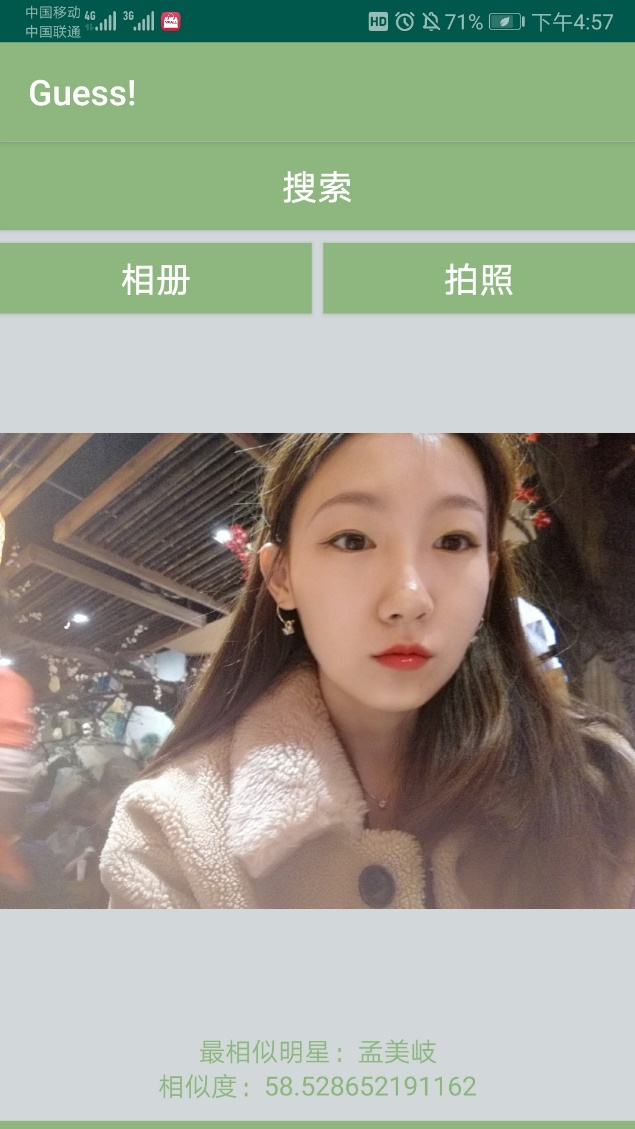 中国移动 4G 3G
中国联通
HD 71% 下午4:57
Guess!
搜索
相册 拍照
最相似明星：孟美岐
相似度：58.528652191162